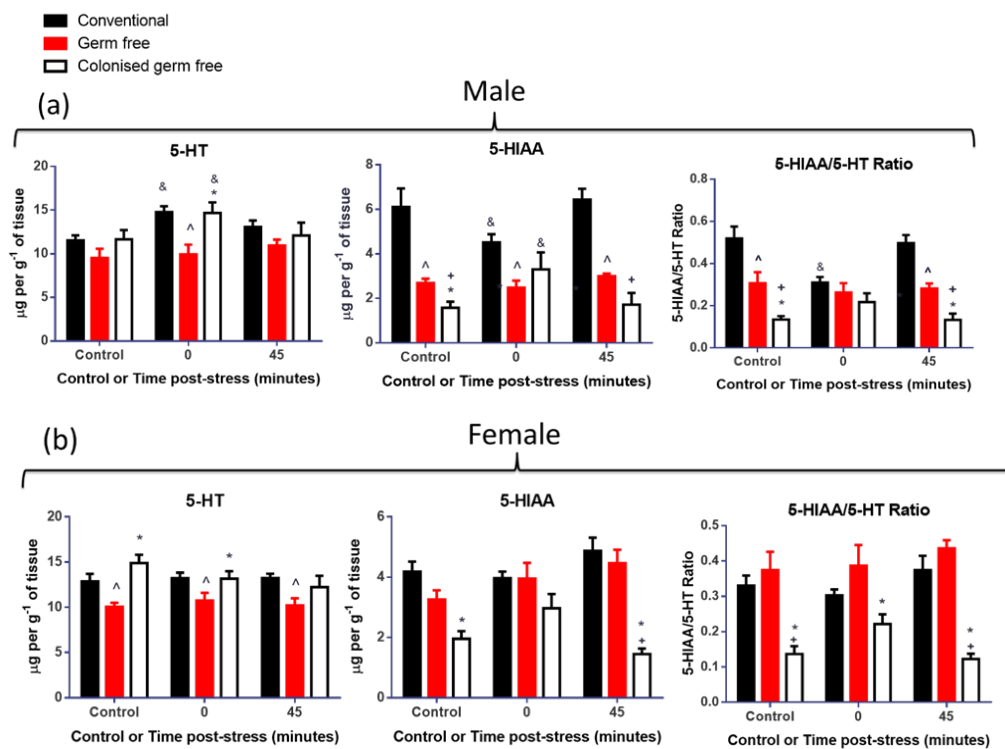 Conventional
Germ free
Colonised germ free
(a)
Male
5-HT
μg per g⁻¹ of tissue
20
15
10
5
0
& & * ^
Control 0 45
Control or Time post-stress (minutes)
5-HIAA
μg per g⁻¹ of tissue
8
6
4
2
0
^ + * & ^ & ^ +
Control 0 45
Control or Time post-stress (minutes)
5-HIAA/5-HT Ratio
5-HIAA/5-HT Ratio
0.8
0.6
0.4
0.2
0.0
^ + * & ^ + *
Control 0 45
Control or Time post-stress (minutes)
(b)
Female
5-HT
μg per g⁻¹ of tissue
20
15
10
5
0
^ * ^ * ^
Control 0 45
Control or Time post-stress (minutes)
5-HIAA
μg per g⁻¹ of tissue
6
4
2
0
* * +
Control 0 45
Control or Time post-stress (minutes)
5-HIAA/5-HT Ratio
5-HIAA/5-HT Ratio
0.5
0.4
0.3
0.2
0.1
0.0
* + * * +
Control 0 45
Control or Time post-stress (minutes)